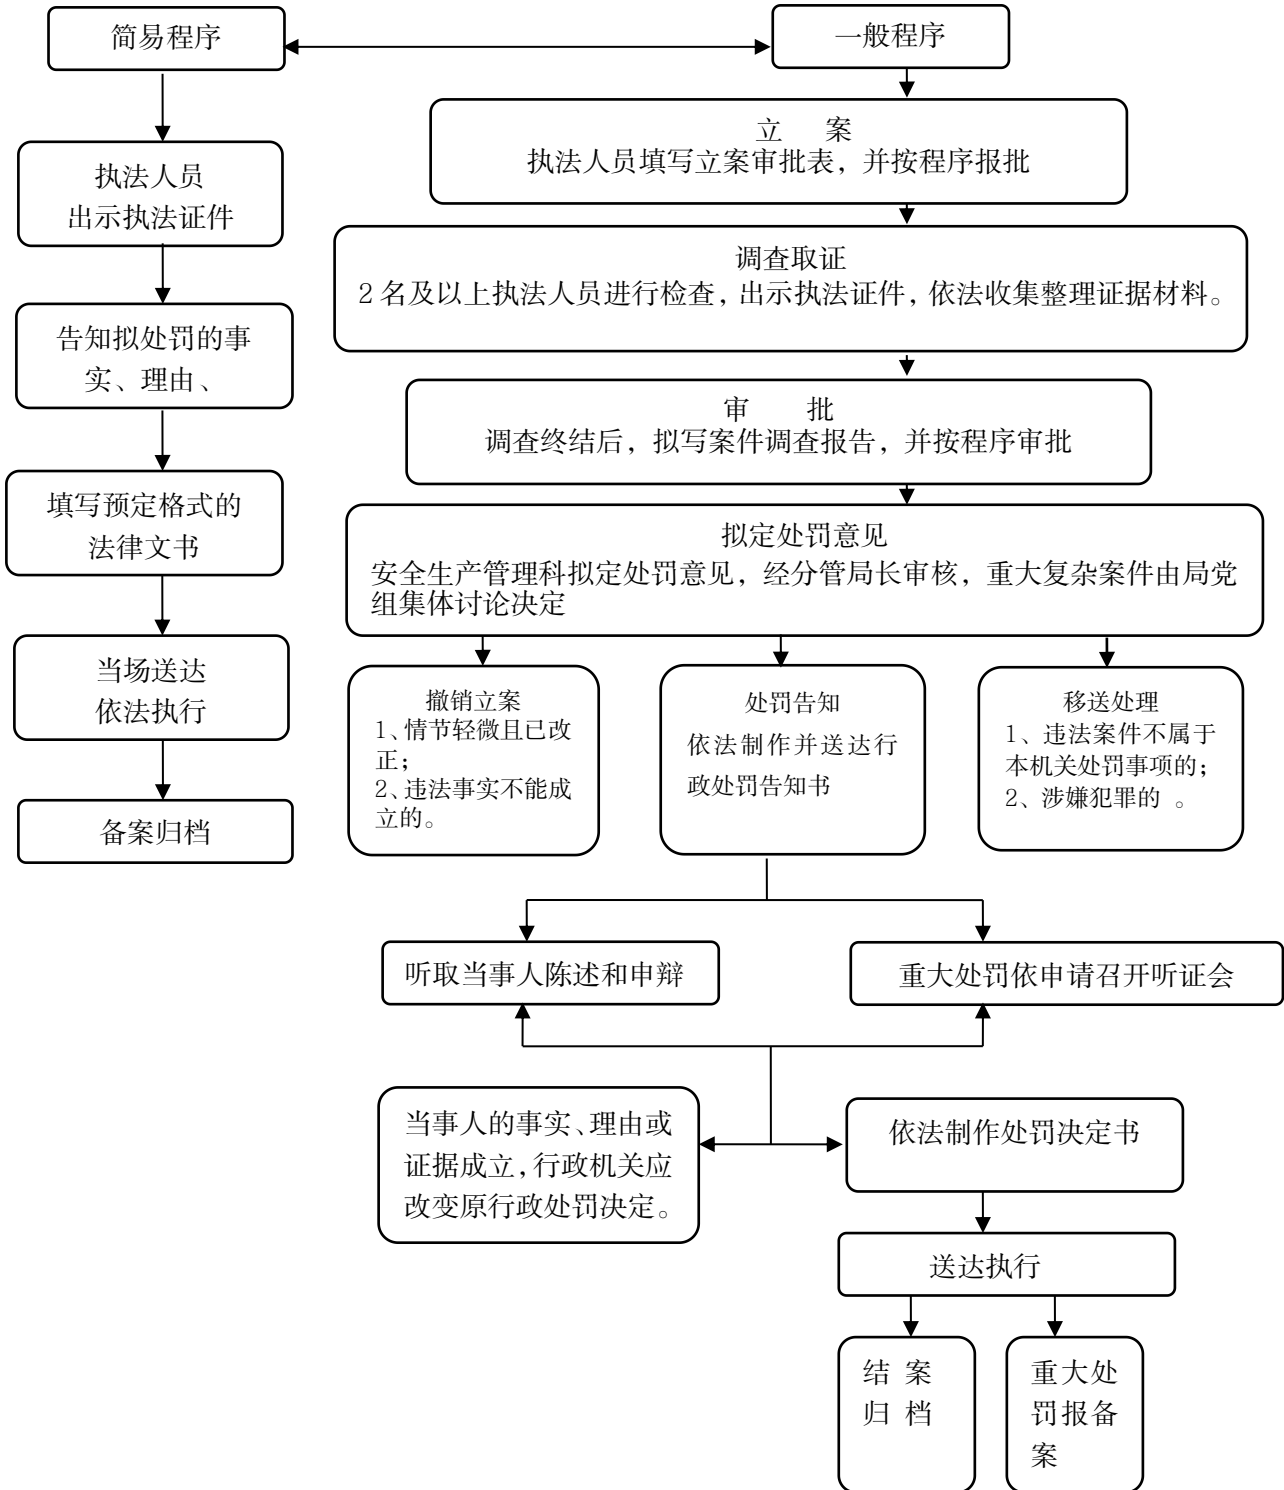 简易程序
一般程序
立 案
执法人员填写立案审批表，并按程序报批
执法人员
出示执法证件
调查取证
2名及以上执法人员进行检查，出示执法证件，依法收集整理证据材料。
告知拟处罚的事
实、理由、
审 批
调查终结后，拟写案件调查报告，并按程序审批
填写预定格式的
法律文书
拟定处罚意见
安全生产管理科拟定处罚意见，经分管局长审核，重大复杂案件由局党
组集体讨论决定
当场送达
依法执行
撤销立案
1、情节轻微且已改
正；
2、违法事实不能成
立的。
处罚告知
依法制作并送达行
政处罚告知书
移送处理
1、违法案件不属于
本机关处罚事项的；
2、涉嫌犯罪的 。
备案归档
听取当事人陈述和申辩
重大处罚依申请召开听证会
当事人的事实、理由或
证据成立，行政机关应
改变原行政处罚决定。
依法制作处罚决定书
送达执行
结 案
归 档
重大处
罚报备
案